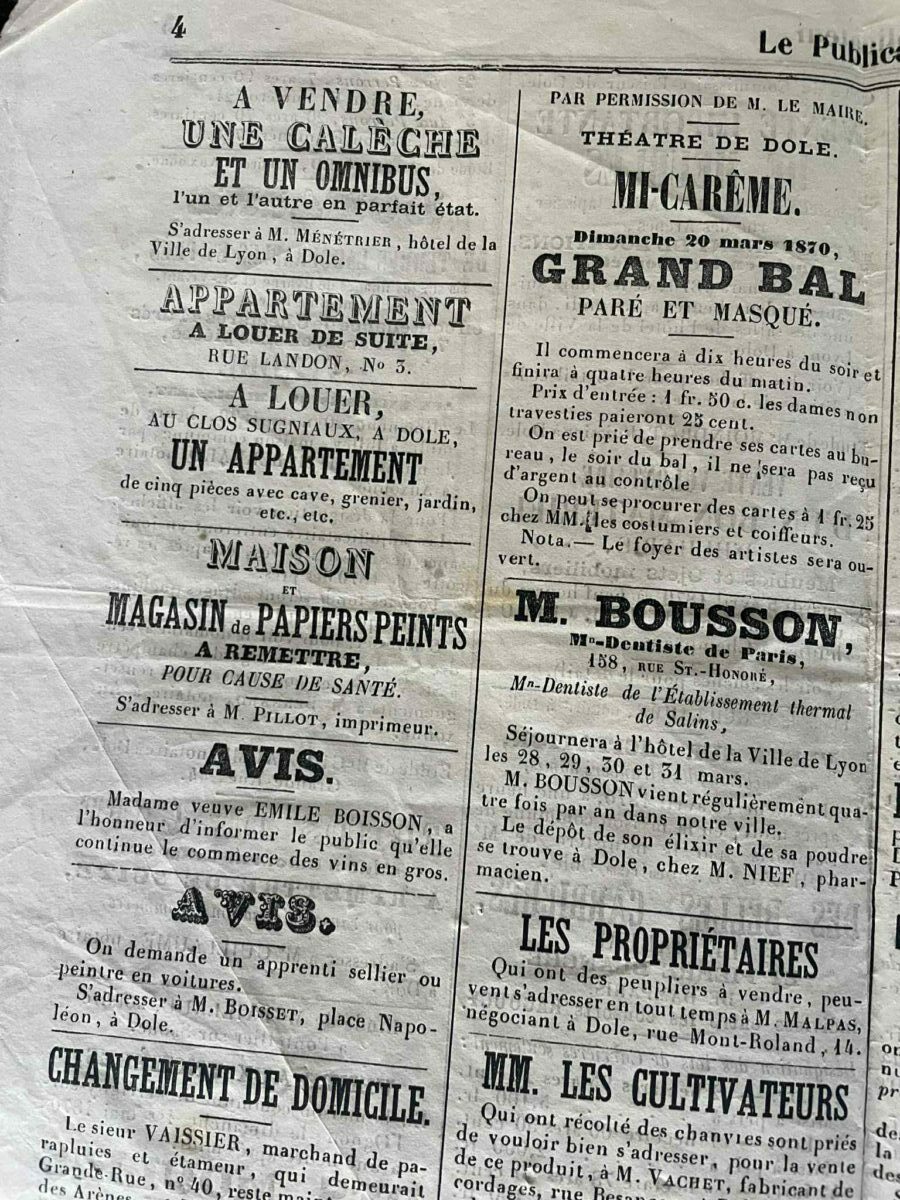 4
Le Public
A VENDRE,
UNE CALÈCHE
ET UN OMNIBUS,
l'un et l'autre en parfait état.
S'adresser à M. MÉNÉTRIER, hôtel de la
Ville de Lyon, à Dole.
APPARTEMENT
A LOUER DE SUITE,
RUE LANDON, No 3.
A LOUER,
AU CLOS SUGNIAUX, A DOLE,
UN APPARTEMENT
de cinq pièces avec cave, grenier, jardin,
etc., etc.
MAISON
ET
MAGASIN de PAPIERS PEINTS
A REMETTRE,
POUR CAUSE DE SANTÉ.
S'adresser à M. PILLOT, imprimeur.
AVIS.
Madame veuve EMILE BOISSON, a
l'honneur d'informer le public qu'elle
continue le commerce des vins en gros.
AVIS.
On demande un apprenti sellier ou
peintre en voitures.
S'adresser à M. BOISSET, place Napo-
léon, à Dole.
CHANGEMENT DE DOMICILE.
Le sieur VAISSIER, marchand de pa-
rapluies et étameur, qui demeurait
Grande-Rue, nº 40, reste
des Arènes
PAR PERMISSION DE M. LE MAIRE.
THÉATRE DE DOLE.
MI-CARÊME.
Dimanche 20 mars 1870,
GRAND BAL
PARÉ ET MASQUÉ.
Il commencera à dix heures du soir et
finira à quatre heures du matin.
Prix d'entrée : 1 fr. 50 c. les dames non
travesties paieront 25 cent.
On est prié de prendre ses cartes au bu-
reau, le soir du bal, il ne sera pas reçu
d'argent au contrôle
On peut se procurer des cartes à 1 fr. 25
chez MM. les costumiers et coiffeurs.
Nota. — Le foyer des artistes sera ou-
vert.
M. BOUSSON,
Mn-Dentiste de Paris,
158, RUE ST.-HONORÉ,
Mn-Dentiste de l'Établissement thermal
de Salins,
Séjournera à l'hôtel de la Ville de Lyon
les 28, 29, 30 et 31 mars.
M. BOUSSON vient régulièrement qua-
tre fois par an dans notre ville.
Le dépôt de son élixir et de sa poudre
se trouve à Dole, chez M. NIEF, phar-
macien.
LES PROPRIÉTAIRES
Qui ont des peupliers à vendre, peu-
vent s'adresser en tout temps à M. MALPAS,
négociant à Dole, rue Mont-Roland, 14.
MM. LES CULTIVATEURS
Qui ont récolté des chanvres sont priés
de vouloir bien s'adresser, pour la vente
de ce produit, à M. VACHET, fabricant de
cordages, rue